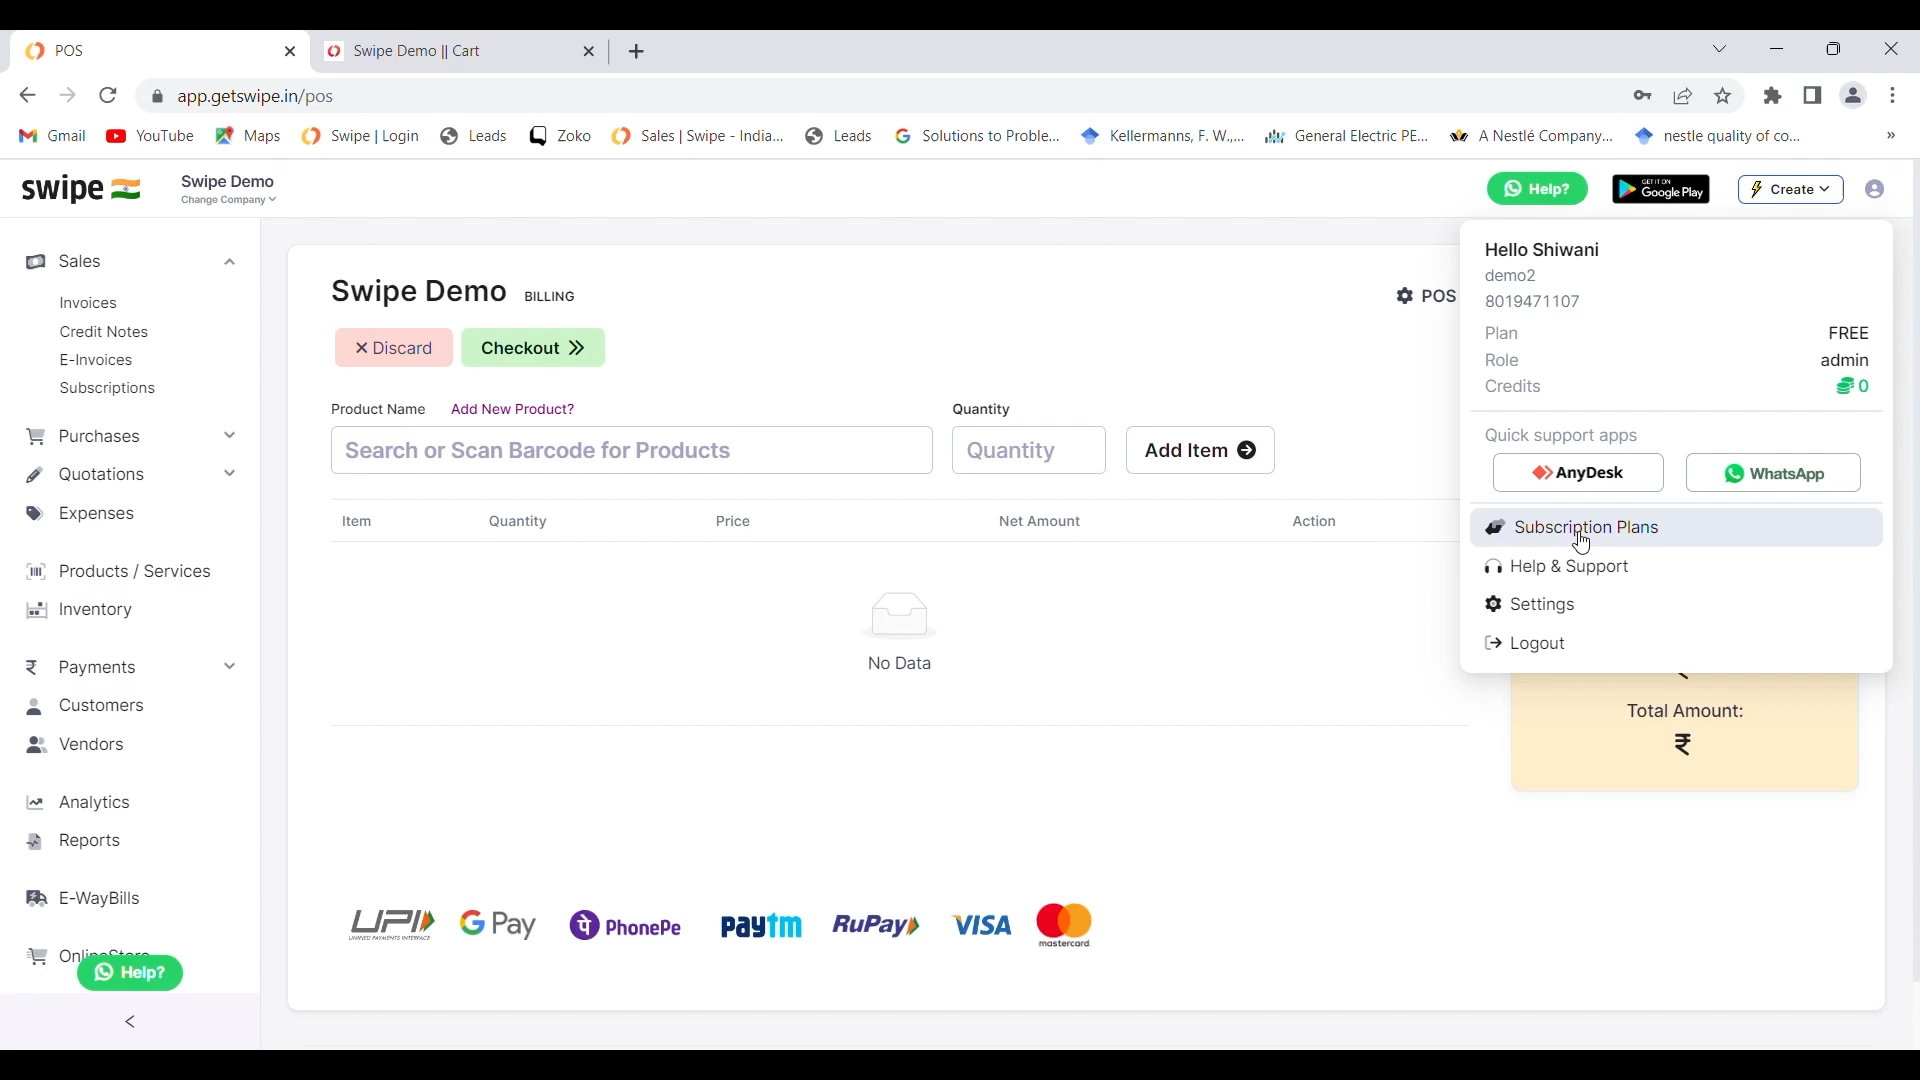 POS
Swipe Demo || Cart
app.getswipe.in/pos
Gmail
YouTube
Maps
Swipe | Login
Leads
Zoko
Sales | Swipe - India...
Leads
Solutions to Proble...
Kellermanns, F. W.,...
General Electric PE...
A Nestlé Company...
nestle quality of co...
»
swipe
Swipe Demo
Change Company
Help?
GET IT ON
Google Play
Create
Sales
Invoices
Credit Notes
E-Invoices
Subscriptions
Purchases
Quotations
Expenses
Products / Services
Inventory
Payments
Customers
Vendors
Analytics
Reports
E-WayBills
Help?
Swipe Demo BILLING
POS
Discard
Checkout
Product Name Add New Product?
Quantity
Search or Scan Barcode for Products
Quantity
Add Item
Item Quantity Price Net Amount Action
No Data
UPI
UNIFIED PAYMENTS INTERFACE
G Pay
PhonePe
paytm
RuPay
VISA
mastercard
Hello Shiwani
demo2
8019471107
Plan FREE
Role admin
Credits 0
Quick support apps
AnyDesk
WhatsApp
Subscription Plans
Help & Support
Settings
Logout
Total Amount:
₹